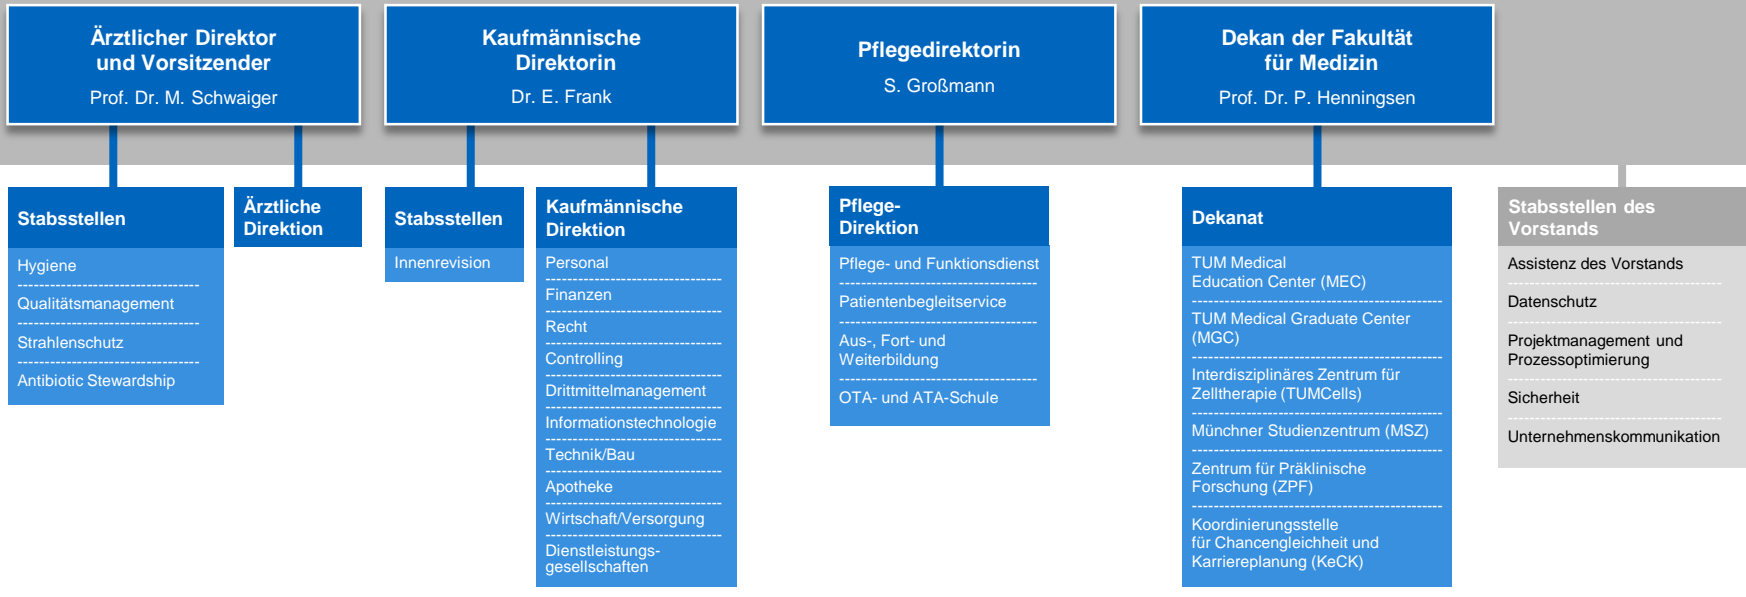 Ärztlicher Direktor
und Vorsitzender
Prof. Dr. M. Schwaiger
Kaufmännische
Direktorin
Dr. E. Frank
Pflegedirektorin
S. Großmann
Dekan der Fakultät
für Medizin
Prof. Dr. P. Henningsen
Stabsstellen
Hygiene
Qualitätsmanagement
Strahlenschutz
Antibiotic Stewardship
Ärztliche
Direktion
Stabsstellen
Innenrevision
Kaufmännische
Direktion
Personal
Finanzen
Recht
Controlling
Drittmittelmanagement
Informationstechnologie
Technik/Bau
Apotheke
Wirtschaft/Versorgung
Dienstleistungs-
gesellschaften
Pflege-
Direktion
Pflege- und Funktionsdienst
Patientenbegleitservice
Aus-, Fort- und
Weiterbildung
OTA- und ATA-Schule
Dekanat
TUM Medical
Education Center (MEC)
TUM Medical Graduate Center
(MGC)
Interdisziplinäres Zentrum für
Zelltherapie (TUMCells)
Münchner Studienzentrum (MSZ)
Zentrum für Präklinische
Forschung (ZPF)
Koordinierungsstelle
für Chancengleichheit und
Karriereplanung (KeCK)
Stabsstellen des
Vorstands
Assistenz des Vorstands
Datenschutz
Projektmanagement und
Prozessoptimierung
Sicherheit
Unternehmenskommunikation